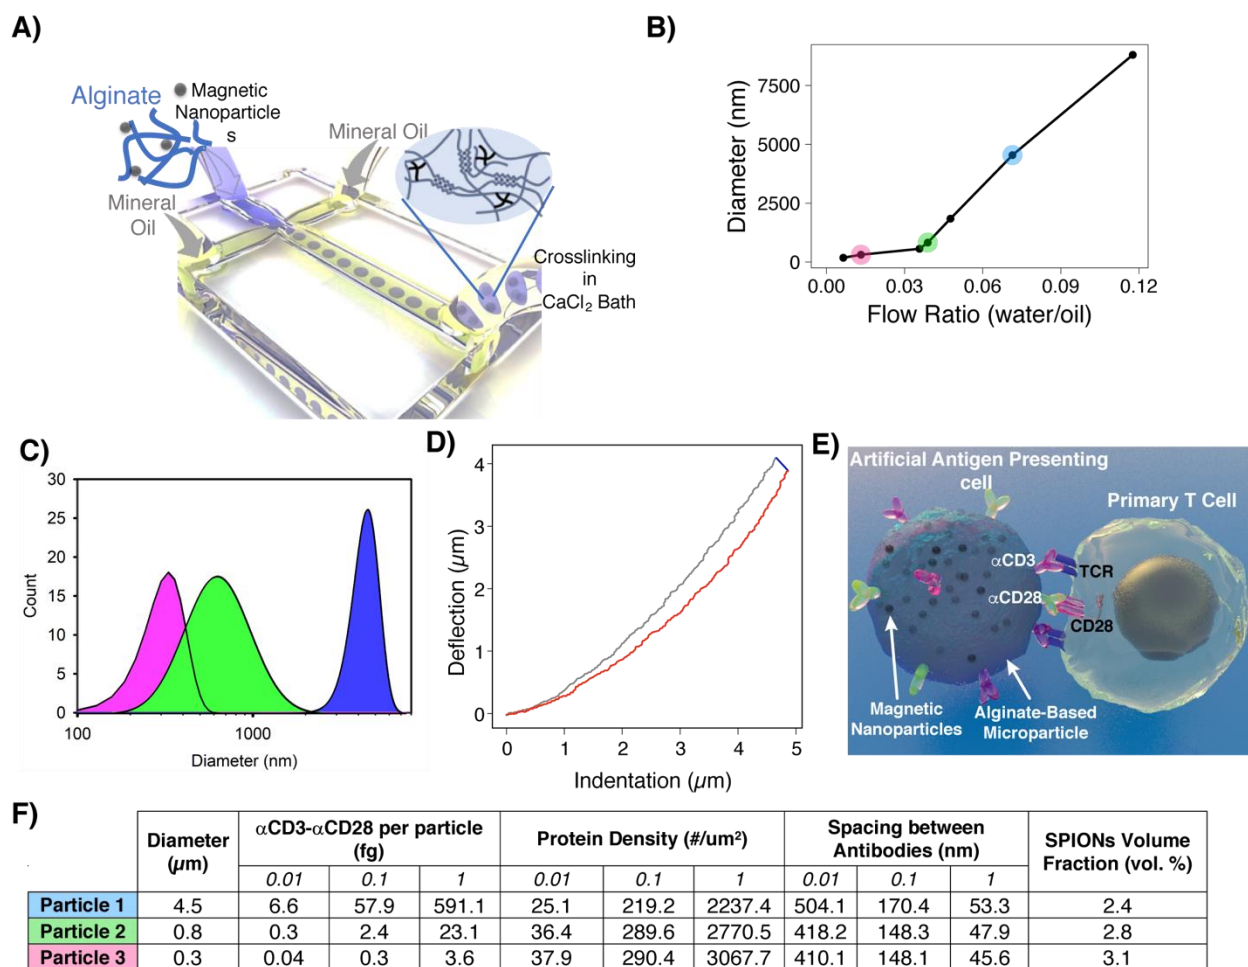 A)
Alginate
Magnetic
Nanoparticle
s
Mineral Oil
Mineral
Oil
Crosslinking
in
CaCl₂ Bath
B)
Diameter (nm)
7500
5000
2500
0
0.00 0.03 0.06 0.09 0.12
Flow Ratio (water/oil)
C)
Count
30
25
20
15
10
5
0
100 1000
Diameter (nm)
D)
Deflection (µm)
4
3
2
1
0
0 1 2 3 4 5
Indentation (µm)
E)
Artificial Antigen Presenting
cell
Primary T Cell
αCD3
TCR
αCD28
CD28
Magnetic
Nanoparticles
Alginate-Based
Microparticle
F)
Diameter (µm) αCD3-αCD28 per particle (fg) Protein Density (#/um²) Spacing between Antibodies (nm) SPIONs Volume Fraction (vol. %)
0.01 0.1 1 0.01 0.1 1 0.01 0.1 1
Particle 1 4.5 6.6 57.9 591.1 25.1 219.2 2237.4 504.1 170.4 53.3 2.4
Particle 2 0.8 0.3 2.4 23.1 36.4 289.6 2770.5 418.2 148.3 47.9 2.8
Particle 3 0.3 0.04 0.3 3.6 37.9 290.4 3067.7 410.1 148.1 45.6 3.1